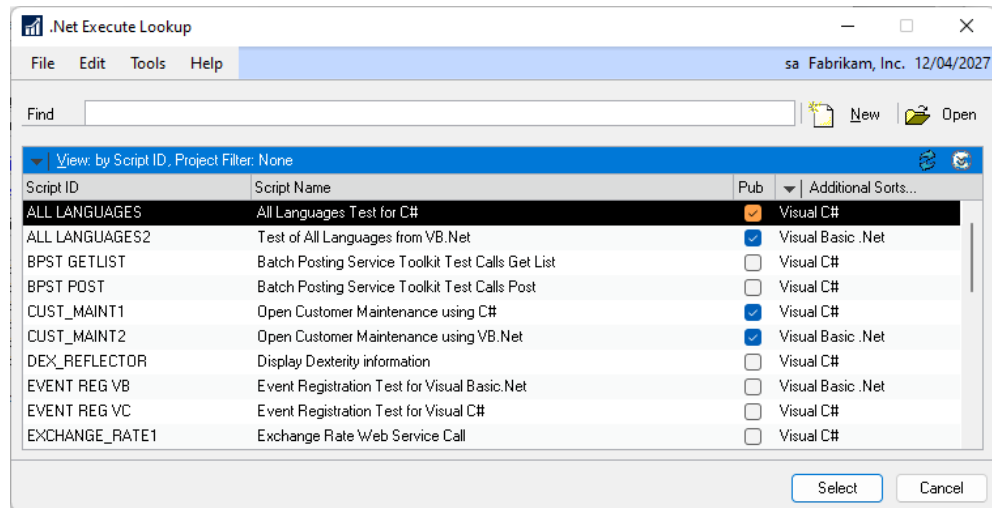 .Net Execute Lookup
File Edit Tools Help sa Fabrikam, Inc. 12/04/2027
Find New Open
View: by Script ID, Project Filter: None
Script ID Script Name Pub Additional Sorts...
ALL LANGUAGES All Languages Test for C# Visual C#
ALL LANGUAGES2 Test of All Languages from VB.Net Visual Basic .Net
BPST GETLIST Batch Posting Service Toolkit Test Calls Get List Visual C#
BPST POST Batch Posting Service Toolkit Test Calls Post Visual C#
CUST_MAINT1 Open Customer Maintenance using C# Visual C#
CUST_MAINT2 Open Customer Maintenance using VB.Net Visual Basic .Net
DEX_REFLECTOR Display Dexterity information Visual C#
EVENT REG VB Event Registration Test for Visual Basic.Net Visual Basic .Net
EVENT REG VC Event Registration Test for Visual C# Visual C#
EXCHANGE_RATE1 Exchange Rate Web Service Call Visual C#
Select Cancel